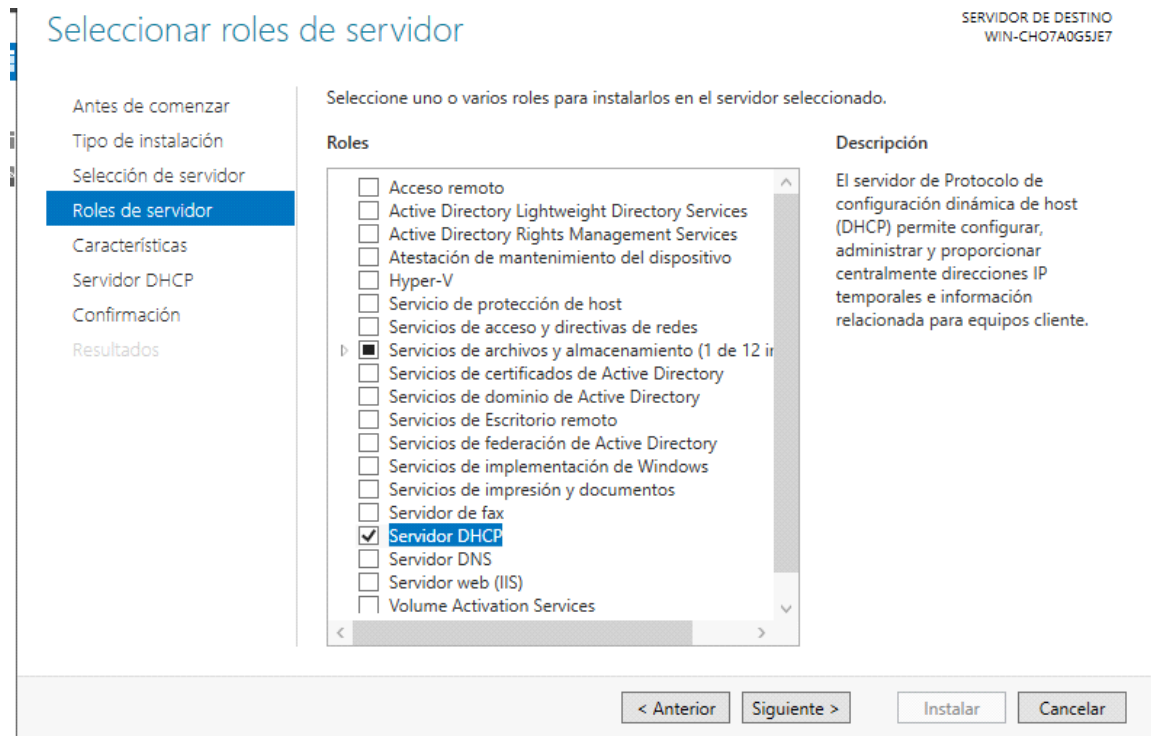 Seleccionar roles de servidor
SERVIDOR DE DESTINO
WIN-CHO7A0G5JE7
Antes de comenzar
Tipo de instalación
Selección de servidor
Roles de servidor
Características
Servidor DHCP
Confirmación
Resultados
Seleccione uno o varios roles para instalarlos en el servidor seleccionado.
Roles
Acceso remoto
Active Directory Lightweight Directory Services
Active Directory Rights Management Services
Atestación de mantenimiento del dispositivo
Hyper-V
Servicio de protección de host
Servicios de acceso y directivas de redes
Servicios de archivos y almacenamiento (1 de 12 in
Servicios de certificados de Active Directory
Servicios de dominio de Active Directory
Servicios de Escritorio remoto
Servicios de federación de Active Directory
Servicios de implementación de Windows
Servicios de impresión y documentos
Servidor de fax
Servidor DHCP
Servidor DNS
Servidor web (IIS)
Volume Activation Services
Descripción
El servidor de Protocolo de
configuración dinámica de host
(DHCP) permite configurar,
administrar y proporcionar
centralmente direcciones IP
temporales e información
relacionada para equipos cliente.
< Anterior
Siguiente >
Instalar
Cancelar